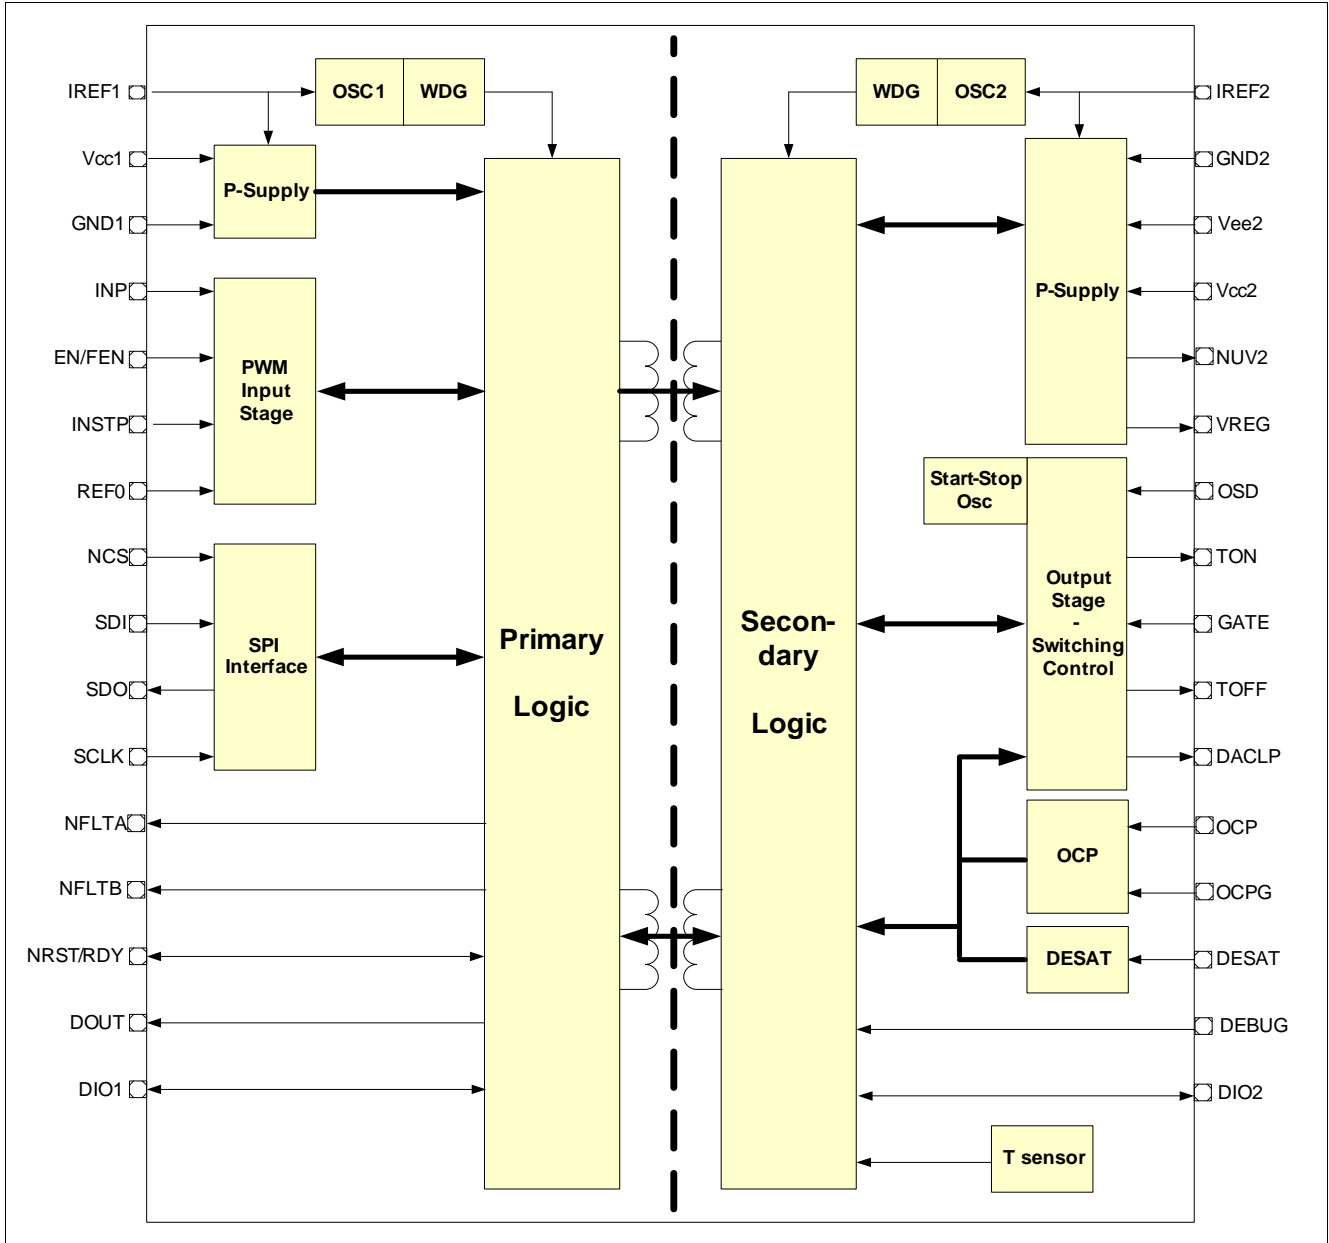 IREF1
OSC1
WDG
WDG
OSC2
IREF2
Vcc1
P-Supply
GND1
GND2
Vee2
P-Supply
Vcc2
NUV2
VREG
INP
EN/FEN
PWM
Input
Stage
INSTP
REF0
Start-Stop
Osc
OSD
NCS
SDI
SPI
Interface
SDO
SCLK
TON
Output
Stage
-
Switching
Control
GATE
TOFF
DACLP
Primary
Logic
Secon-
dary
Logic
NFLTA
NFLTB
NRST/RDY
DOUT
DIO1
OCP
OCP
OCPG
DESAT
DESAT
DEBUG
DIO2
T sensor